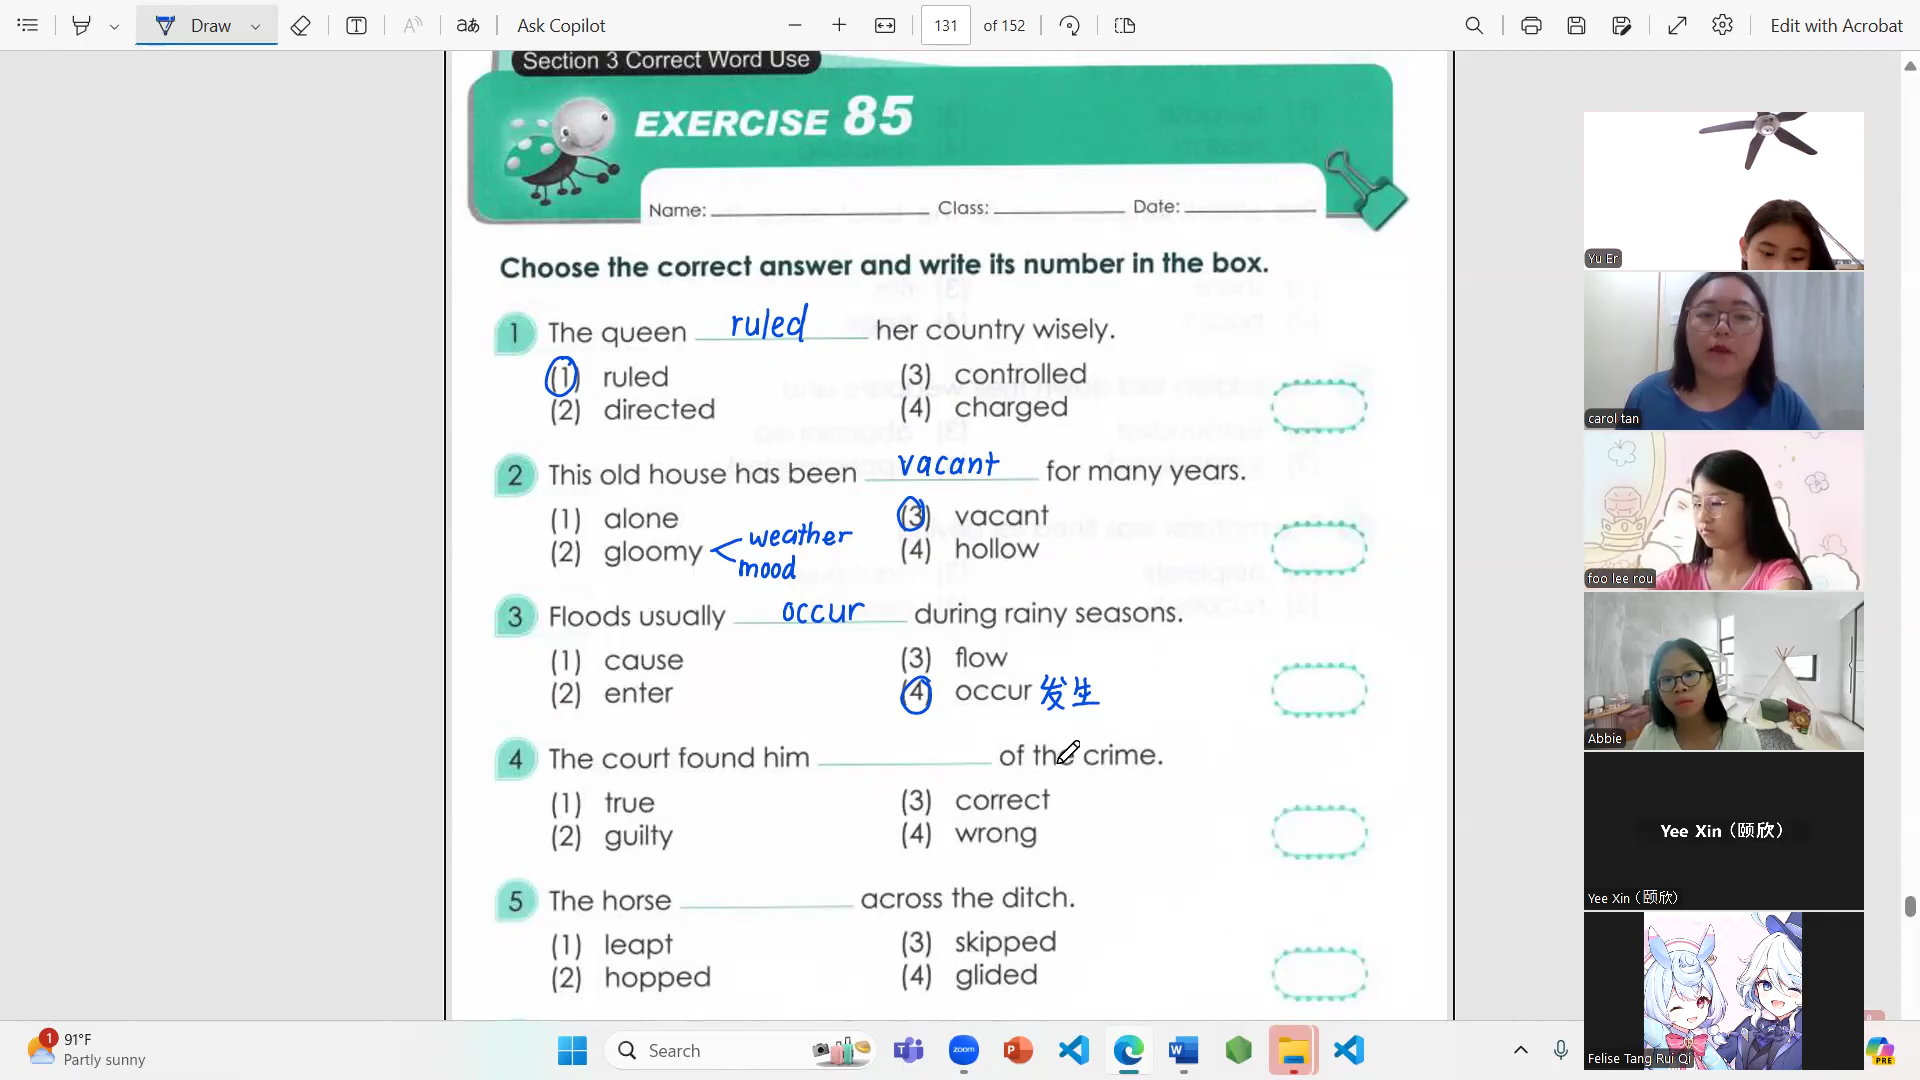 Draw
Ask Copilot
131 of 152
Edit with Acrobat
Section 3 Correct Word Use
EXERCISE 85
Name: Class: Date:
Choose the correct answer and write its number in the box.
1 The queen ruled her country wisely.
(1) ruled (3) controlled
(2) directed (4) charged
2 This old house has been vacant for many years.
(1) alone (3) vacant
(2) gloomy weather mood (4) hollow
3 Floods usually occur during rainy seasons.
(1) cause (3) flow
(2) enter (4) occur 发生
4 The court found him of the crime.
(1) true (3) correct
(2) guilty (4) wrong
5 The horse across the ditch.
(1) leapt (3) skipped
(2) hopped (4) glided
Yu Er
carol tan
foo lee rou
Abbie
Yee Xin (颐欣)
Yee Xin (颐欣)
Felise Tang Rui Qi
1
91°F
Partly sunny
Search
zoom
PRE